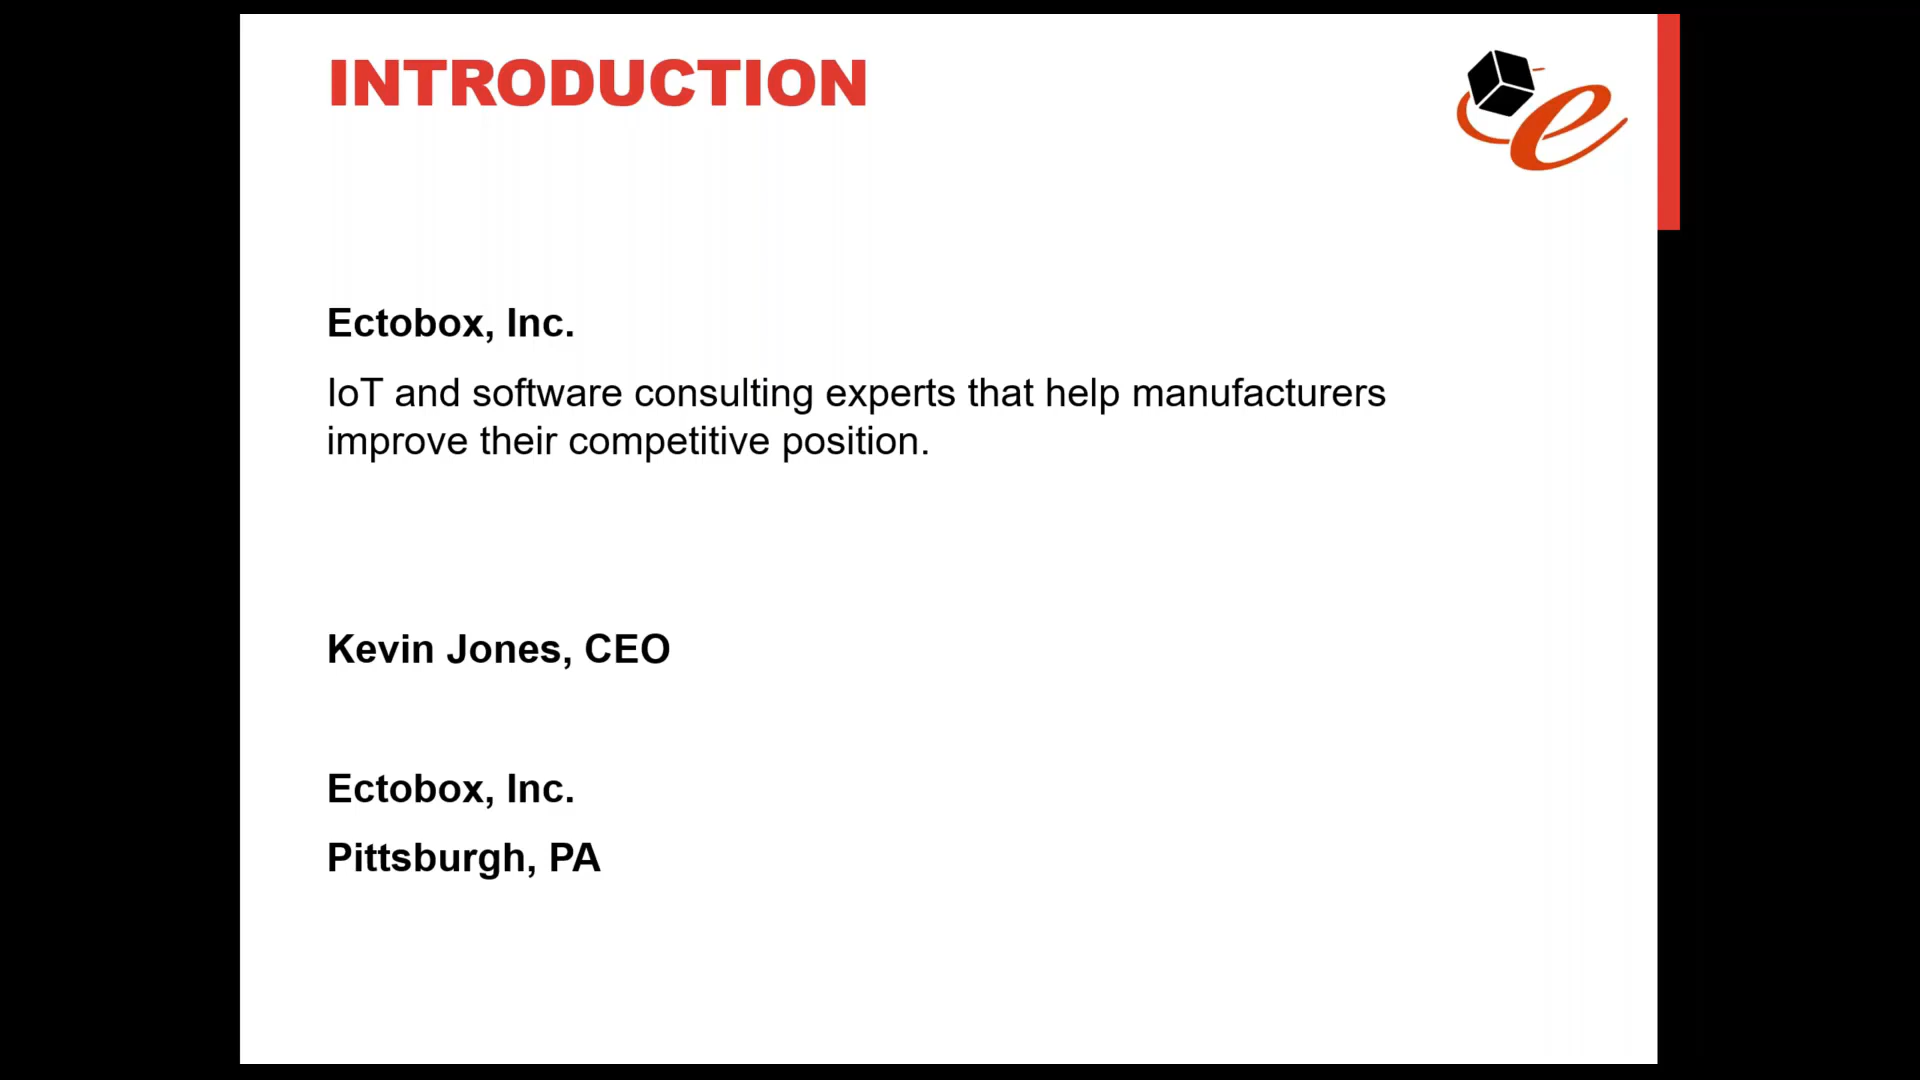 INTRODUCTION
e
Ectobox, Inc.
IoT and software consulting experts that help manufacturers
improve their competitive position.
Kevin Jones, CEO
Ectobox, Inc.
Pittsburgh, PA